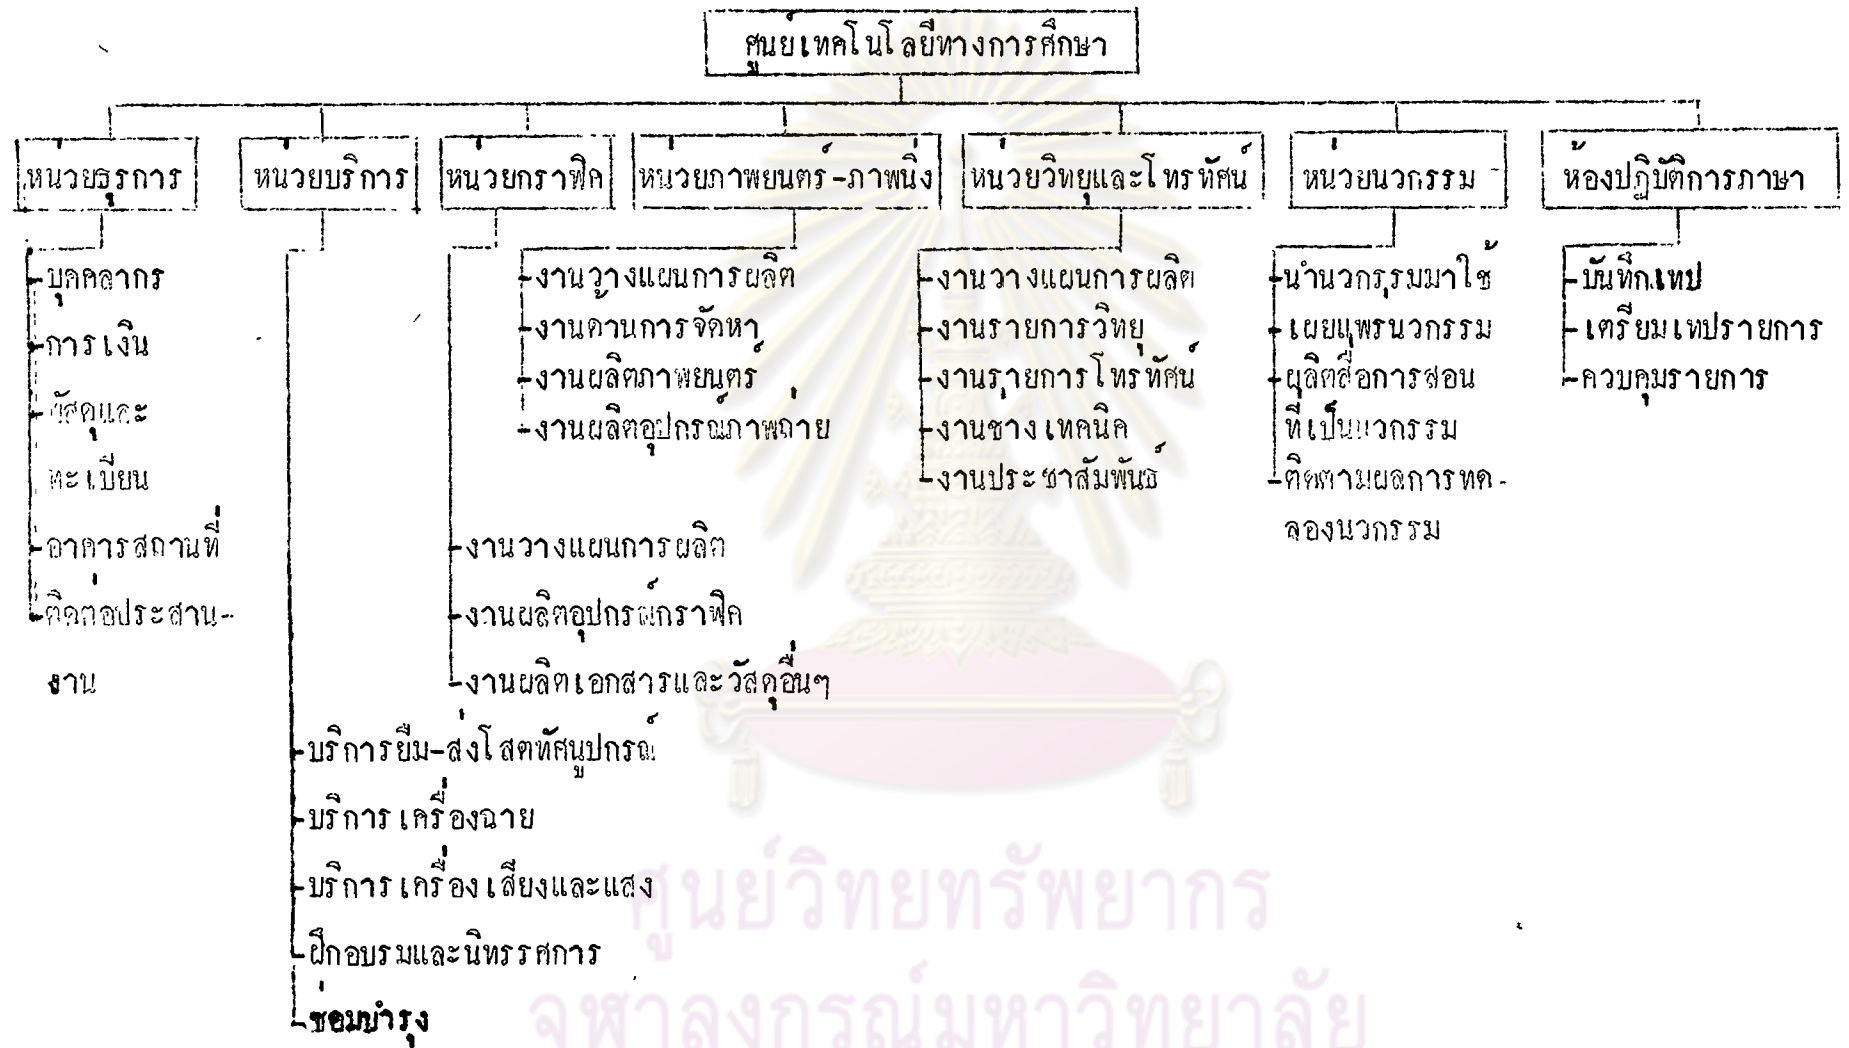 ศูนย์เทคโนโลยีทางการศึกษา
หน่วยธุรการ
หน่วยบริการ
หน่วยกราฟิค
หน่วยภาพยนตร์-ภาพนิ่ง
หน่วยวิทยุและโทรทัศน์
หน่วยนวกรรม
ห้องปฏิบัติการภาษา
-บุคคลากร
-การเงิน
-วัสดุและ
ทะเบียน
-อาคารสถานที่
-ติดต่อประสาน-
งาน
-บริการยืม-ส่งโสตทัศนูปกรณ์
-บริการเครื่องฉาย
-บริการเครื่องเสียงและแสง
-ฝึกอบรมและนิทรรศการ
-ซ่อมบำรุง
-งานวางแผนการผลิต
-งานผลิตอุปกรณ์กราฟิค
-งานผลิตเอกสารและวัสดุอื่นๆ
-งานวางแผนการผลิต
-งานด้านการจัดหา
-งานผลิตภาพยนตร์
-งานผลิตอุปกรณ์ภาพถ่าย
-งานวางแผนการผลิต
-งานรายการวิทยุ
-งานรายการโทรทัศน์
-งานช่างเทคนิค
-งานประชาสัมพันธ์
-นำนวกรรมมาใช้
-เผยแพร่นวกรรม
-ผลิตสื่อการสอน
ที่เป็นนวกรรม
-ติดตามผลการทด-
ลองนวกรรม
-บันทึกเทป
-เตรียมเทปรายการ
-ควบคุมรายการ
ศูนย์วิทยทรัพยากร
จุฬาลงกรณ์มหาวิทยาลัย